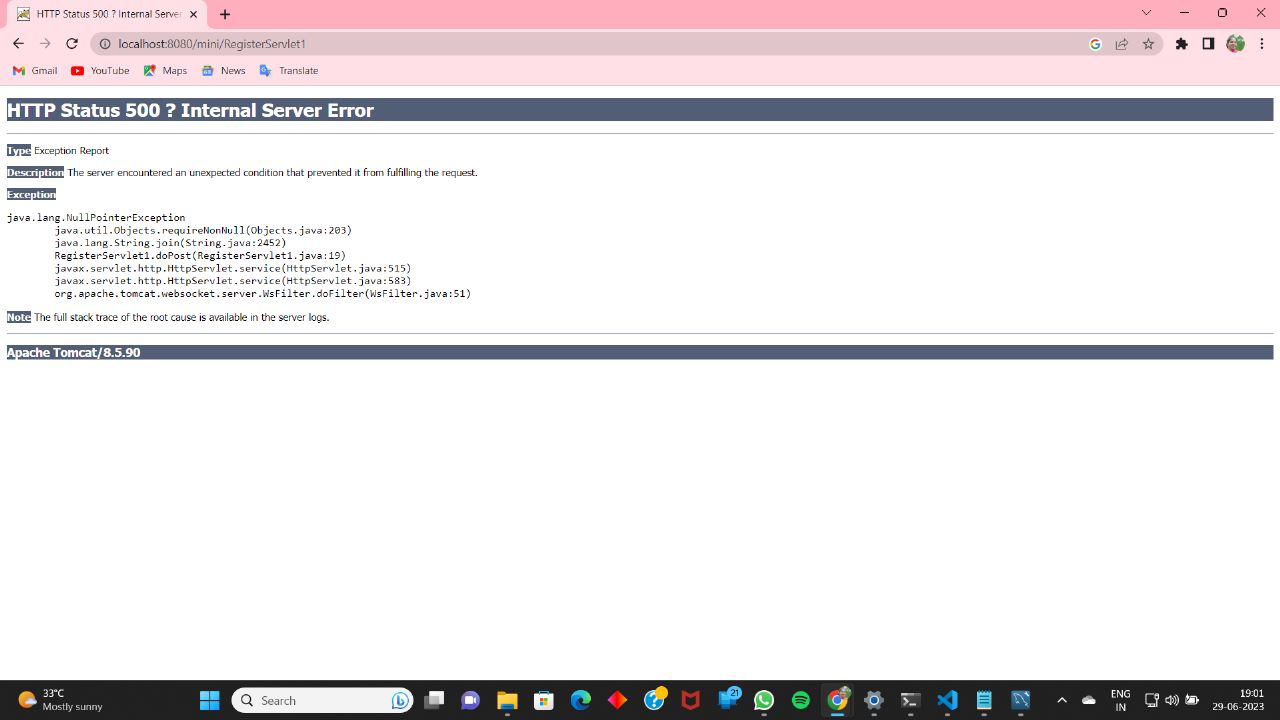 HTTP Status 500 ? Internal Server
localhost:8080/mini/RegisterServlet1
Gmail YouTube Maps News Translate
HTTP Status 500 ? Internal Server Error
Type Exception Report
Description The server encountered an unexpected condition that prevented it from fulfilling the request.
Exception
java.lang.NullPointerException
java.util.Objects.requireNonNull(Objects.java:203)
java.lang.String.join(String.java:2452)
RegisterServlet1.doPost(RegisterServlet1.java:19)
javax.servlet.http.HttpServlet.service(HttpServlet.java:515)
javax.servlet.http.HttpServlet.service(HttpServlet.java:583)
org.apache.tomcat.websocket.server.WsFilter.doFilter(WsFilter.java:51)
Note The full stack trace of the root cause is available in the server logs.
Apache Tomcat/8.5.90
33°C
Mostly sunny
Search
21
ENG
IN
19:01
29-06-2023